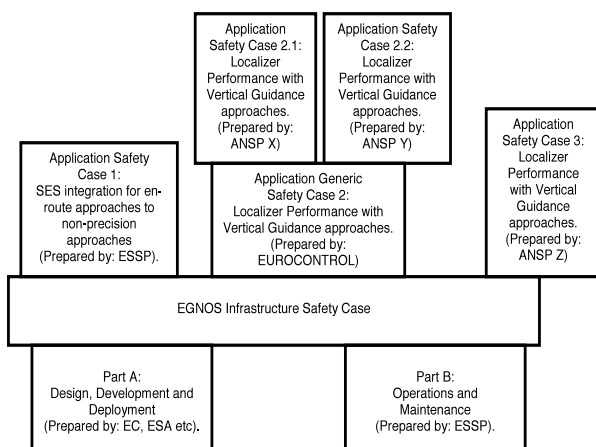 Application
Safety Case 2.1:
Localizer
Performance with
Vertical Guidance
approaches.
(Prepared by:
ANSP X)
Application Safety
Case 2.2:
Localizer
Performance with
Vertical Guidance
approaches.
(Prepared by:
ANSP Y)
Application
Safety Case 3:
Localizer
Performance
with Vertical
Guidance
approaches.
(Prepared by:
ANSP Z)
Application Safety
Case 1:
SES integration for en-
route approaches to
non-precision
approaches
(Prepared by: ESSP).
Application Generic
Safety Case 2:
Localizer Performance with
Vertical Guidance approaches.
(Prepared by:
EUROCONTROL)
EGNOS Infrastructure Safety Case
Part A:
Design, Development and
Deployment
(Prepared by: EC, ESA etc).
Part B:
Operations and
Maintenance
(Prepared by: ESSP).